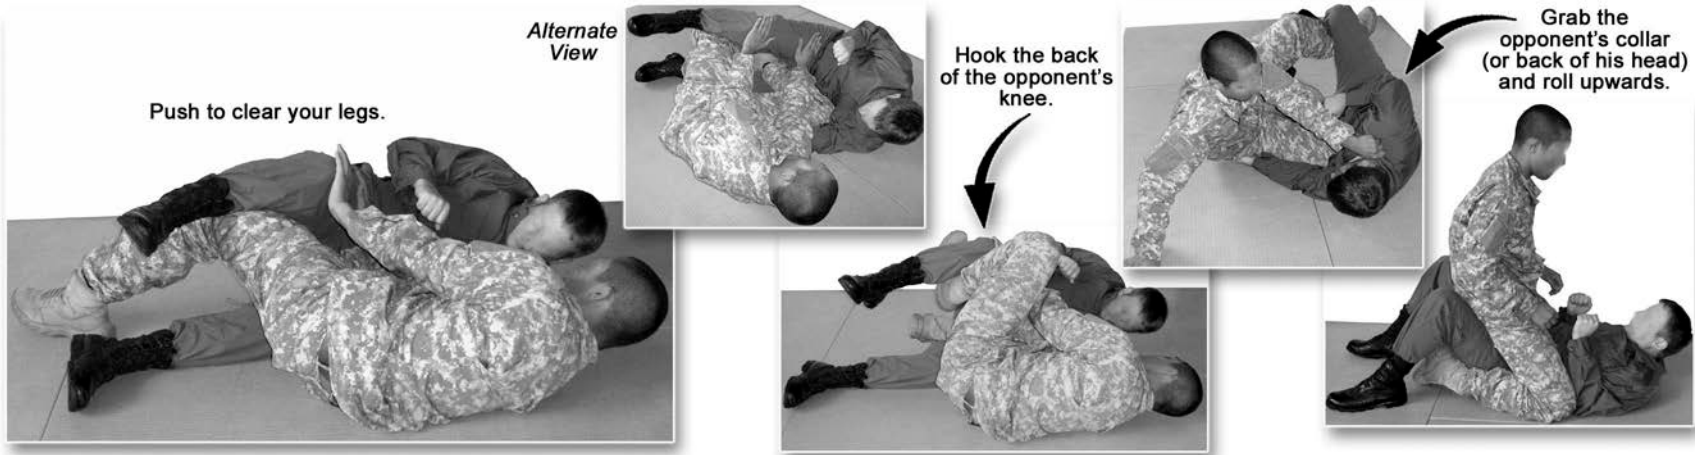 Push to clear your legs.
Alternate
View
Hook the back
of the opponent's
knee.
Grab the
opponent's collar
(or back of his head)
and roll upwards.